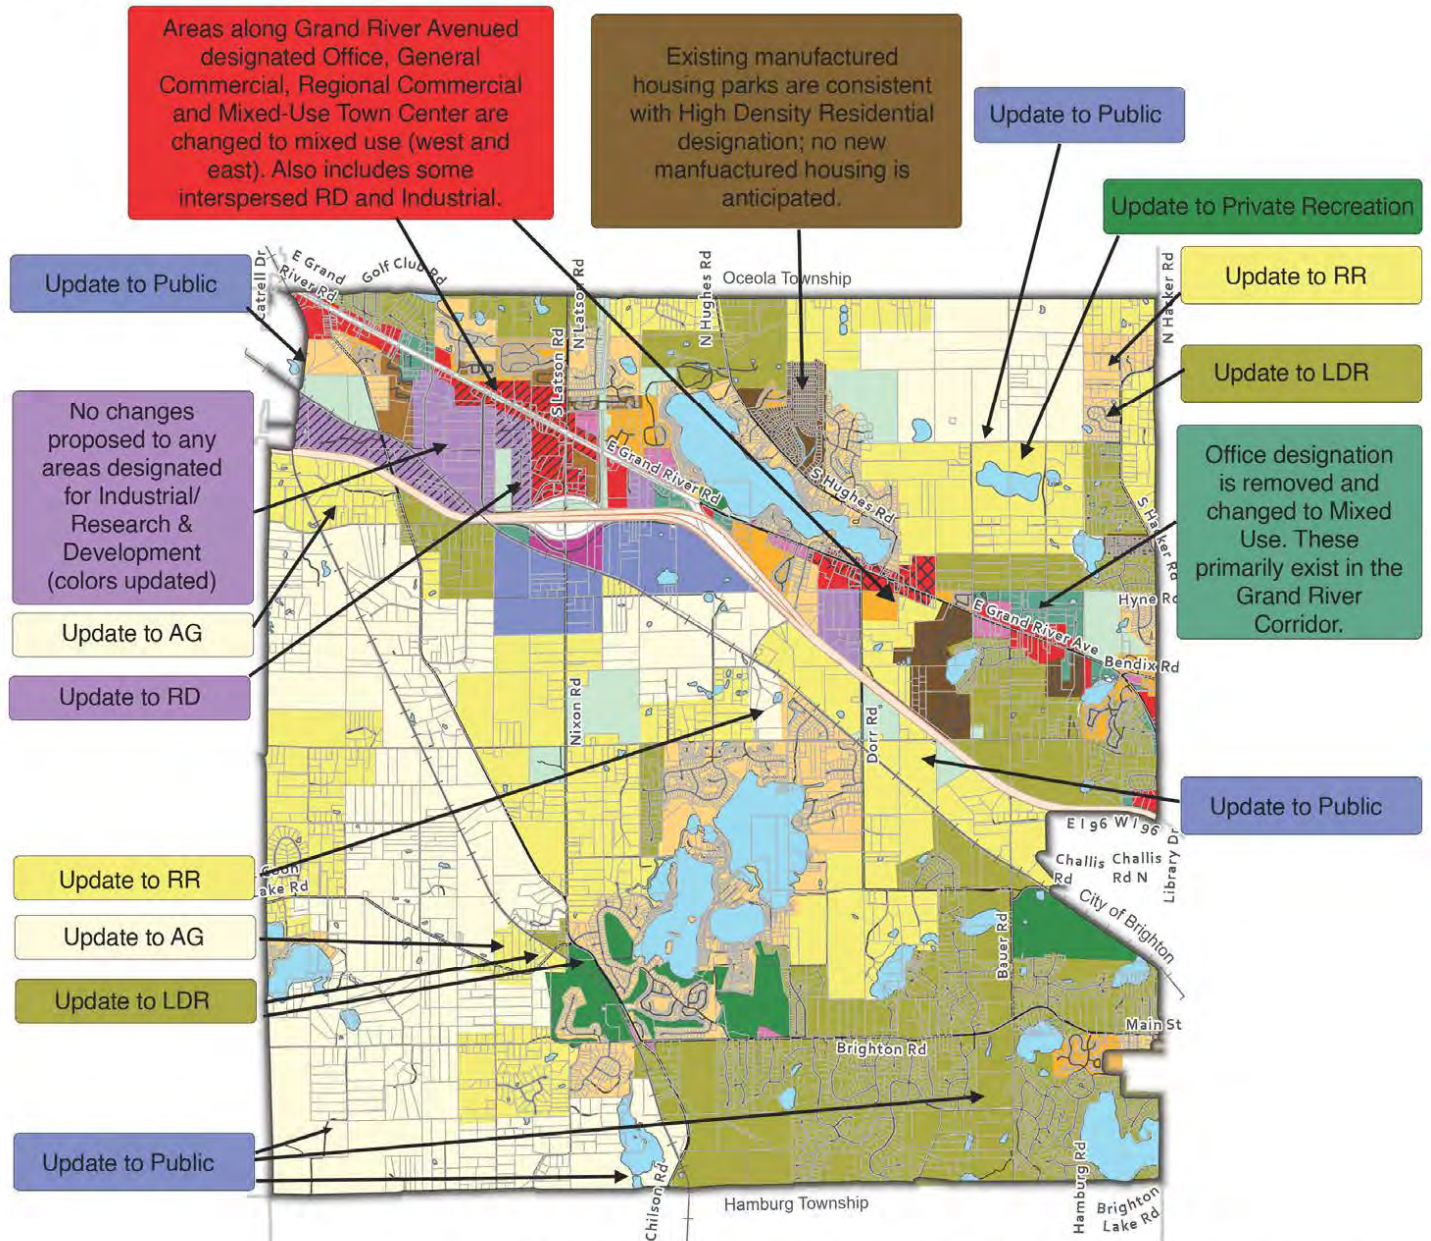 Areas along Grand River Avenued
designated Office, General
Commercial, Regional Commercial
and Mixed-Use Town Center are
changed to mixed use (west and
east). Also includes some
interspersed RD and Industrial.
Existing manufactured
housing parks are consistent
with High Density Residential
designation; no new
manfuactured housing is
anticipated.
Update to Public
Update to Private Recreation
Update to RR
Update to LDR
Office designation
is removed and
changed to Mixed
Use. These
primarily exist in the
Grand River
Corridor.
Update to Public
Update to Public
No changes
proposed to any
areas designated
for Industrial/
Research &
Development
(colors updated)
Update to AG
Update to RD
Update to RR
Update to AG
Update to LDR
Update to Public
E Grand
River Rd
Golf Club Rd
N Latson Rd
S Latson Rd
N Hughes Rd
Oceola Township
N Hacker Rd
E Grand River Rd
S Hughes Rd
Hyne Rd
E Grand River Ave
Bendix Rd
Nixon Rd
Dorr Rd
E I 96 W I 96
Challis
Rd
Challis
Rd N
Library Dr
City of Brighton
Bauer Rd
Main St
Brighton Rd
Chilson Rd
Hamburg Township
Hamburg Rd
Brighton
Lake Rd